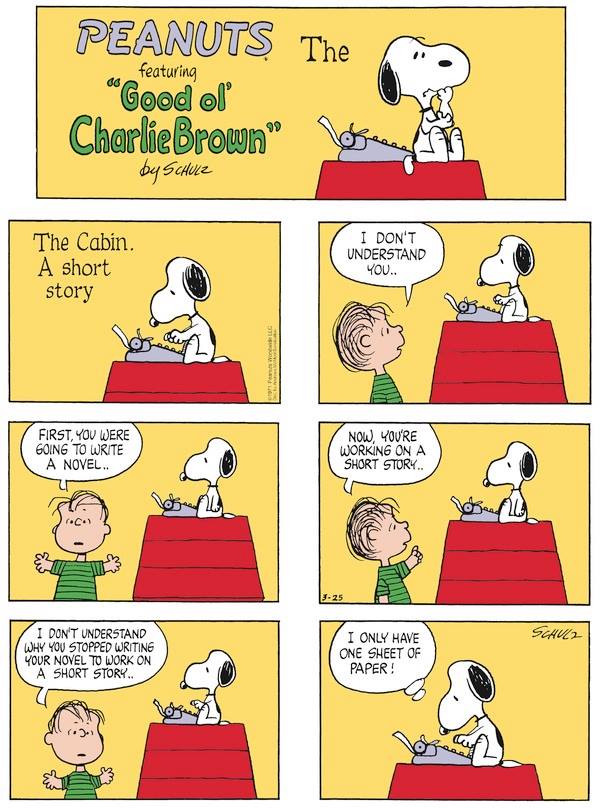 PEANUTS
featuring
"Good ol'
Charlie Brown"
by SCHULZ
The
The Cabin.
A short
story
I DON'T
UNDERSTAND
YOU..
FIRST, YOU WERE
GOING TO WRITE
A NOVEL..
NOW, YOU'RE
WORKING ON A
SHORT STORY..
3-25
I DON'T UNDERSTAND
WHY YOU STOPPED WRITING
YOUR NOVEL TO WORK ON
A SHORT STORY..
I ONLY HAVE
ONE SHEET OF
PAPER!
SCHULZ